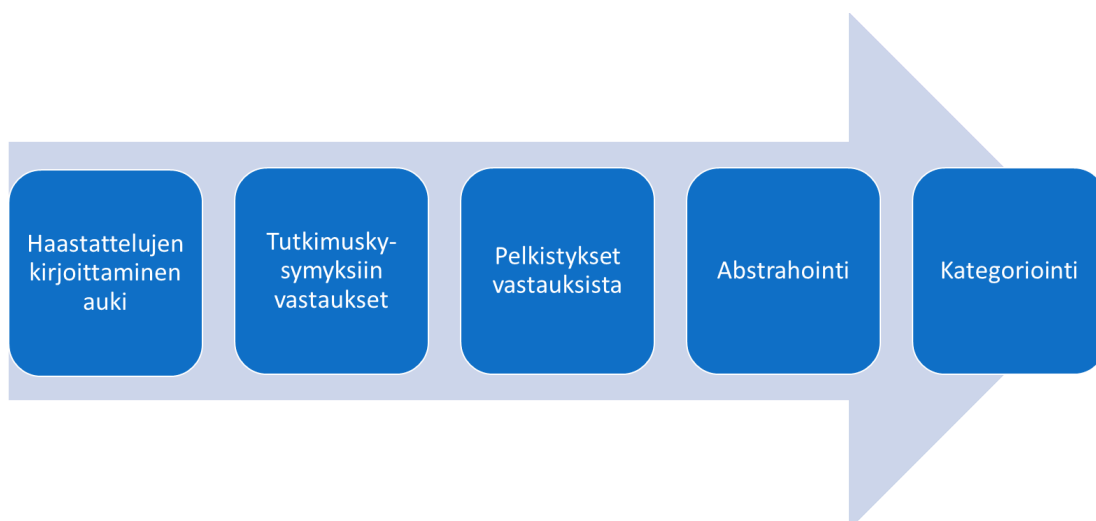 Haastattelujen
kirjoittaminen
auki
Tutkimusky-
symyksiin
vastaukset
Pelkistykset
vastauksista
Abstrahointi
Kategoriointi